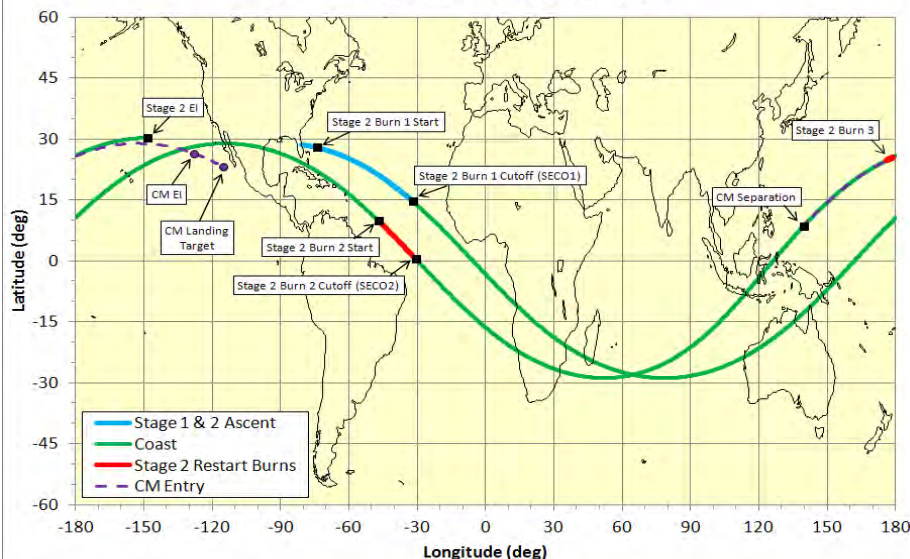 60
45
30
15
0
-15
-30
-45
-60
Latitude (deg)
Stage 2 EI
Stage 2 Burn 1 Start
Stage 2 Burn 3
CM EI
Stage 2 Burn 1 Cutoff (SECO1)
CM Separation
CM Landing
Target
Stage 2 Burn 2 Start
Stage 2 Burn 2 Cutoff (SECO2)
Stage 1 & 2 Ascent
Coast
Stage 2 Restart Burns
CM Entry
-180 -150 -120 -90 -60 -30 0 30 60 90 120 150 180
Longitude (deg)